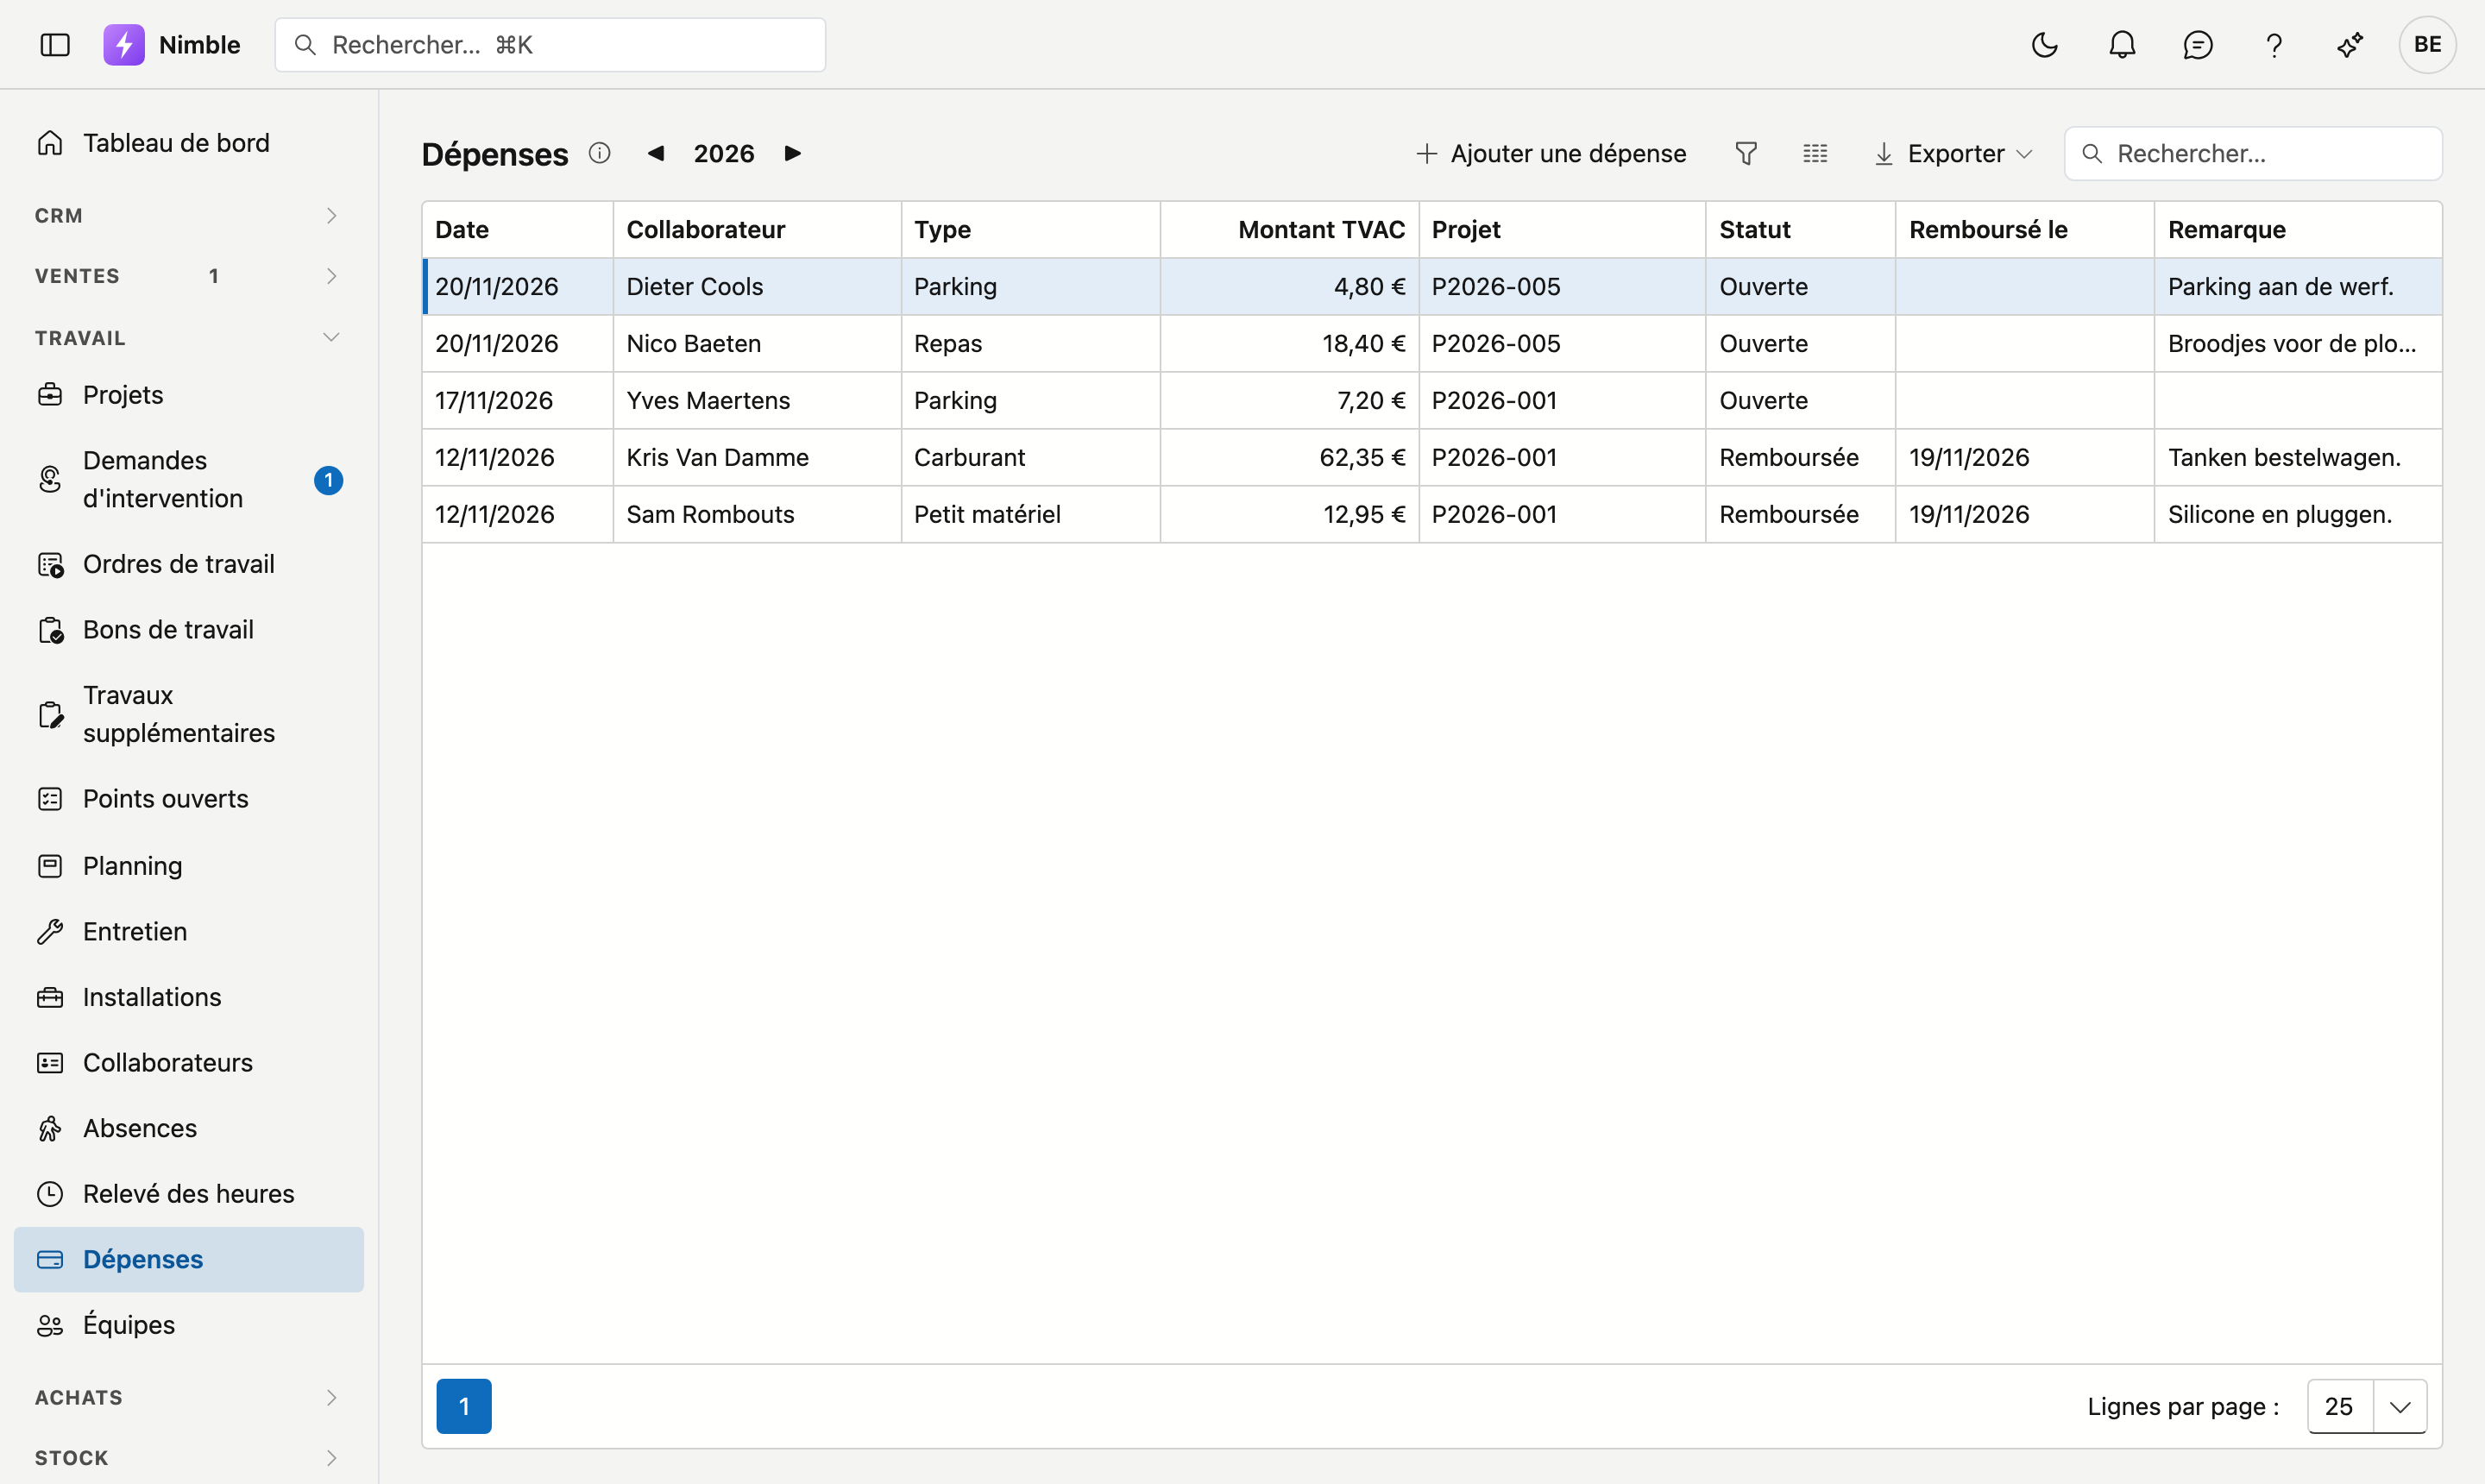 Nimble
Rechercher... ⌘K
BE
Tableau de bord
CRM
VENTES 1
TRAVAIL
Projets
Demandes
d'intervention
1
Ordres de travail
Bons de travail
Travaux
supplémentaires
Points ouverts
Planning
Entretien
Installations
Collaborateurs
Absences
Relevé des heures
Dépenses
Équipes
ACHATS
STOCK
Dépenses 2026
Ajouter une dépense Exporter Rechercher...
Date Collaborateur Type Montant TVAC Projet Statut Remboursé le Remarque
20/11/2026 Dieter Cools Parking 4,80 € P2026-005 Ouverte Parking aan de werf.
20/11/2026 Nico Baeten Repas 18,40 € P2026-005 Ouverte Broodjes voor de plo...
17/11/2026 Yves Maertens Parking 7,20 € P2026-001 Ouverte
12/11/2026 Kris Van Damme Carburant 62,35 € P2026-001 Remboursée 19/11/2026 Tanken bestelwagen.
12/11/2026 Sam Rombouts Petit matériel 12,95 € P2026-001 Remboursée 19/11/2026 Silicone en pluggen.
1
Lignes par page : 25